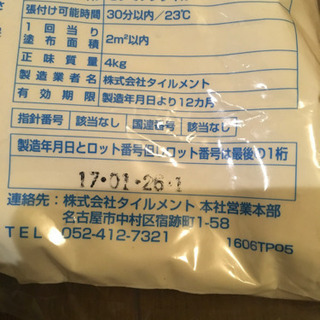 張付け可能時間 30分以内/23℃
1回当り塗布面積 2m²以内
正味質量 4kg
製造業者名 株式会社タイルメント
有効期限 製造年月日より12カ月
指針番号 該当なし 国連番号 該当なし
製造年月日とロット番号但しロット番号は最後の1桁
17.01.26.1
連絡先：株式会社タイルメント 本社営業本部
名古屋市中村区宿跡町1-58
TEL 052-412-7321
1606TP05